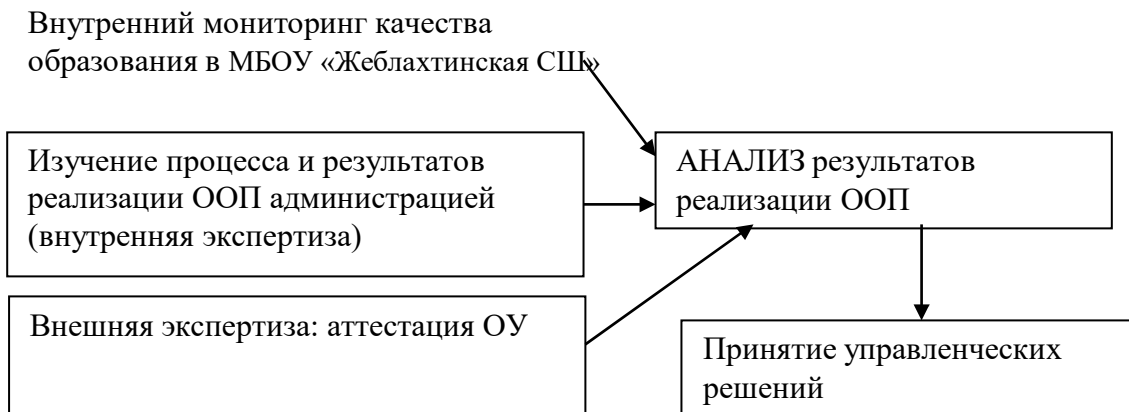 Внутренний мониторинг качества
образования в МБОУ «Жеблахтинская СШ»
Изучение процесса и результатов
реализации ООП администрацией
(внутренняя экспертиза)
АНАЛИЗ результатов
реализации ООП
Внешняя экспертиза: аттестация ОУ
Принятие управленческих
решений